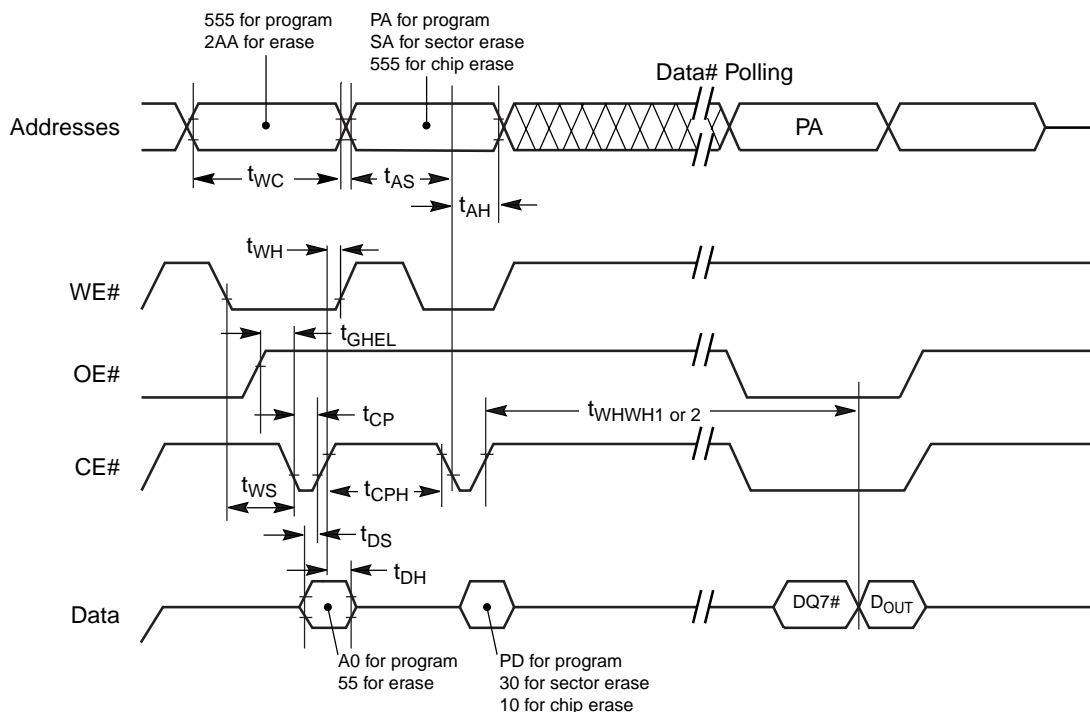 555 for program
2AA for erase
PA for program
SA for sector erase
555 for chip erase
Data# Polling
Addresses
PA
tWC
tAS
tAH
tWH
WE#
tGHEL
OE#
tCP
tWHWH1 or 2
CE#
tWS
tCPH
tDS
tDH
Data
DQ7#
DOUT
A0 for program
55 for erase
PD for program
30 for sector erase
10 for chip erase